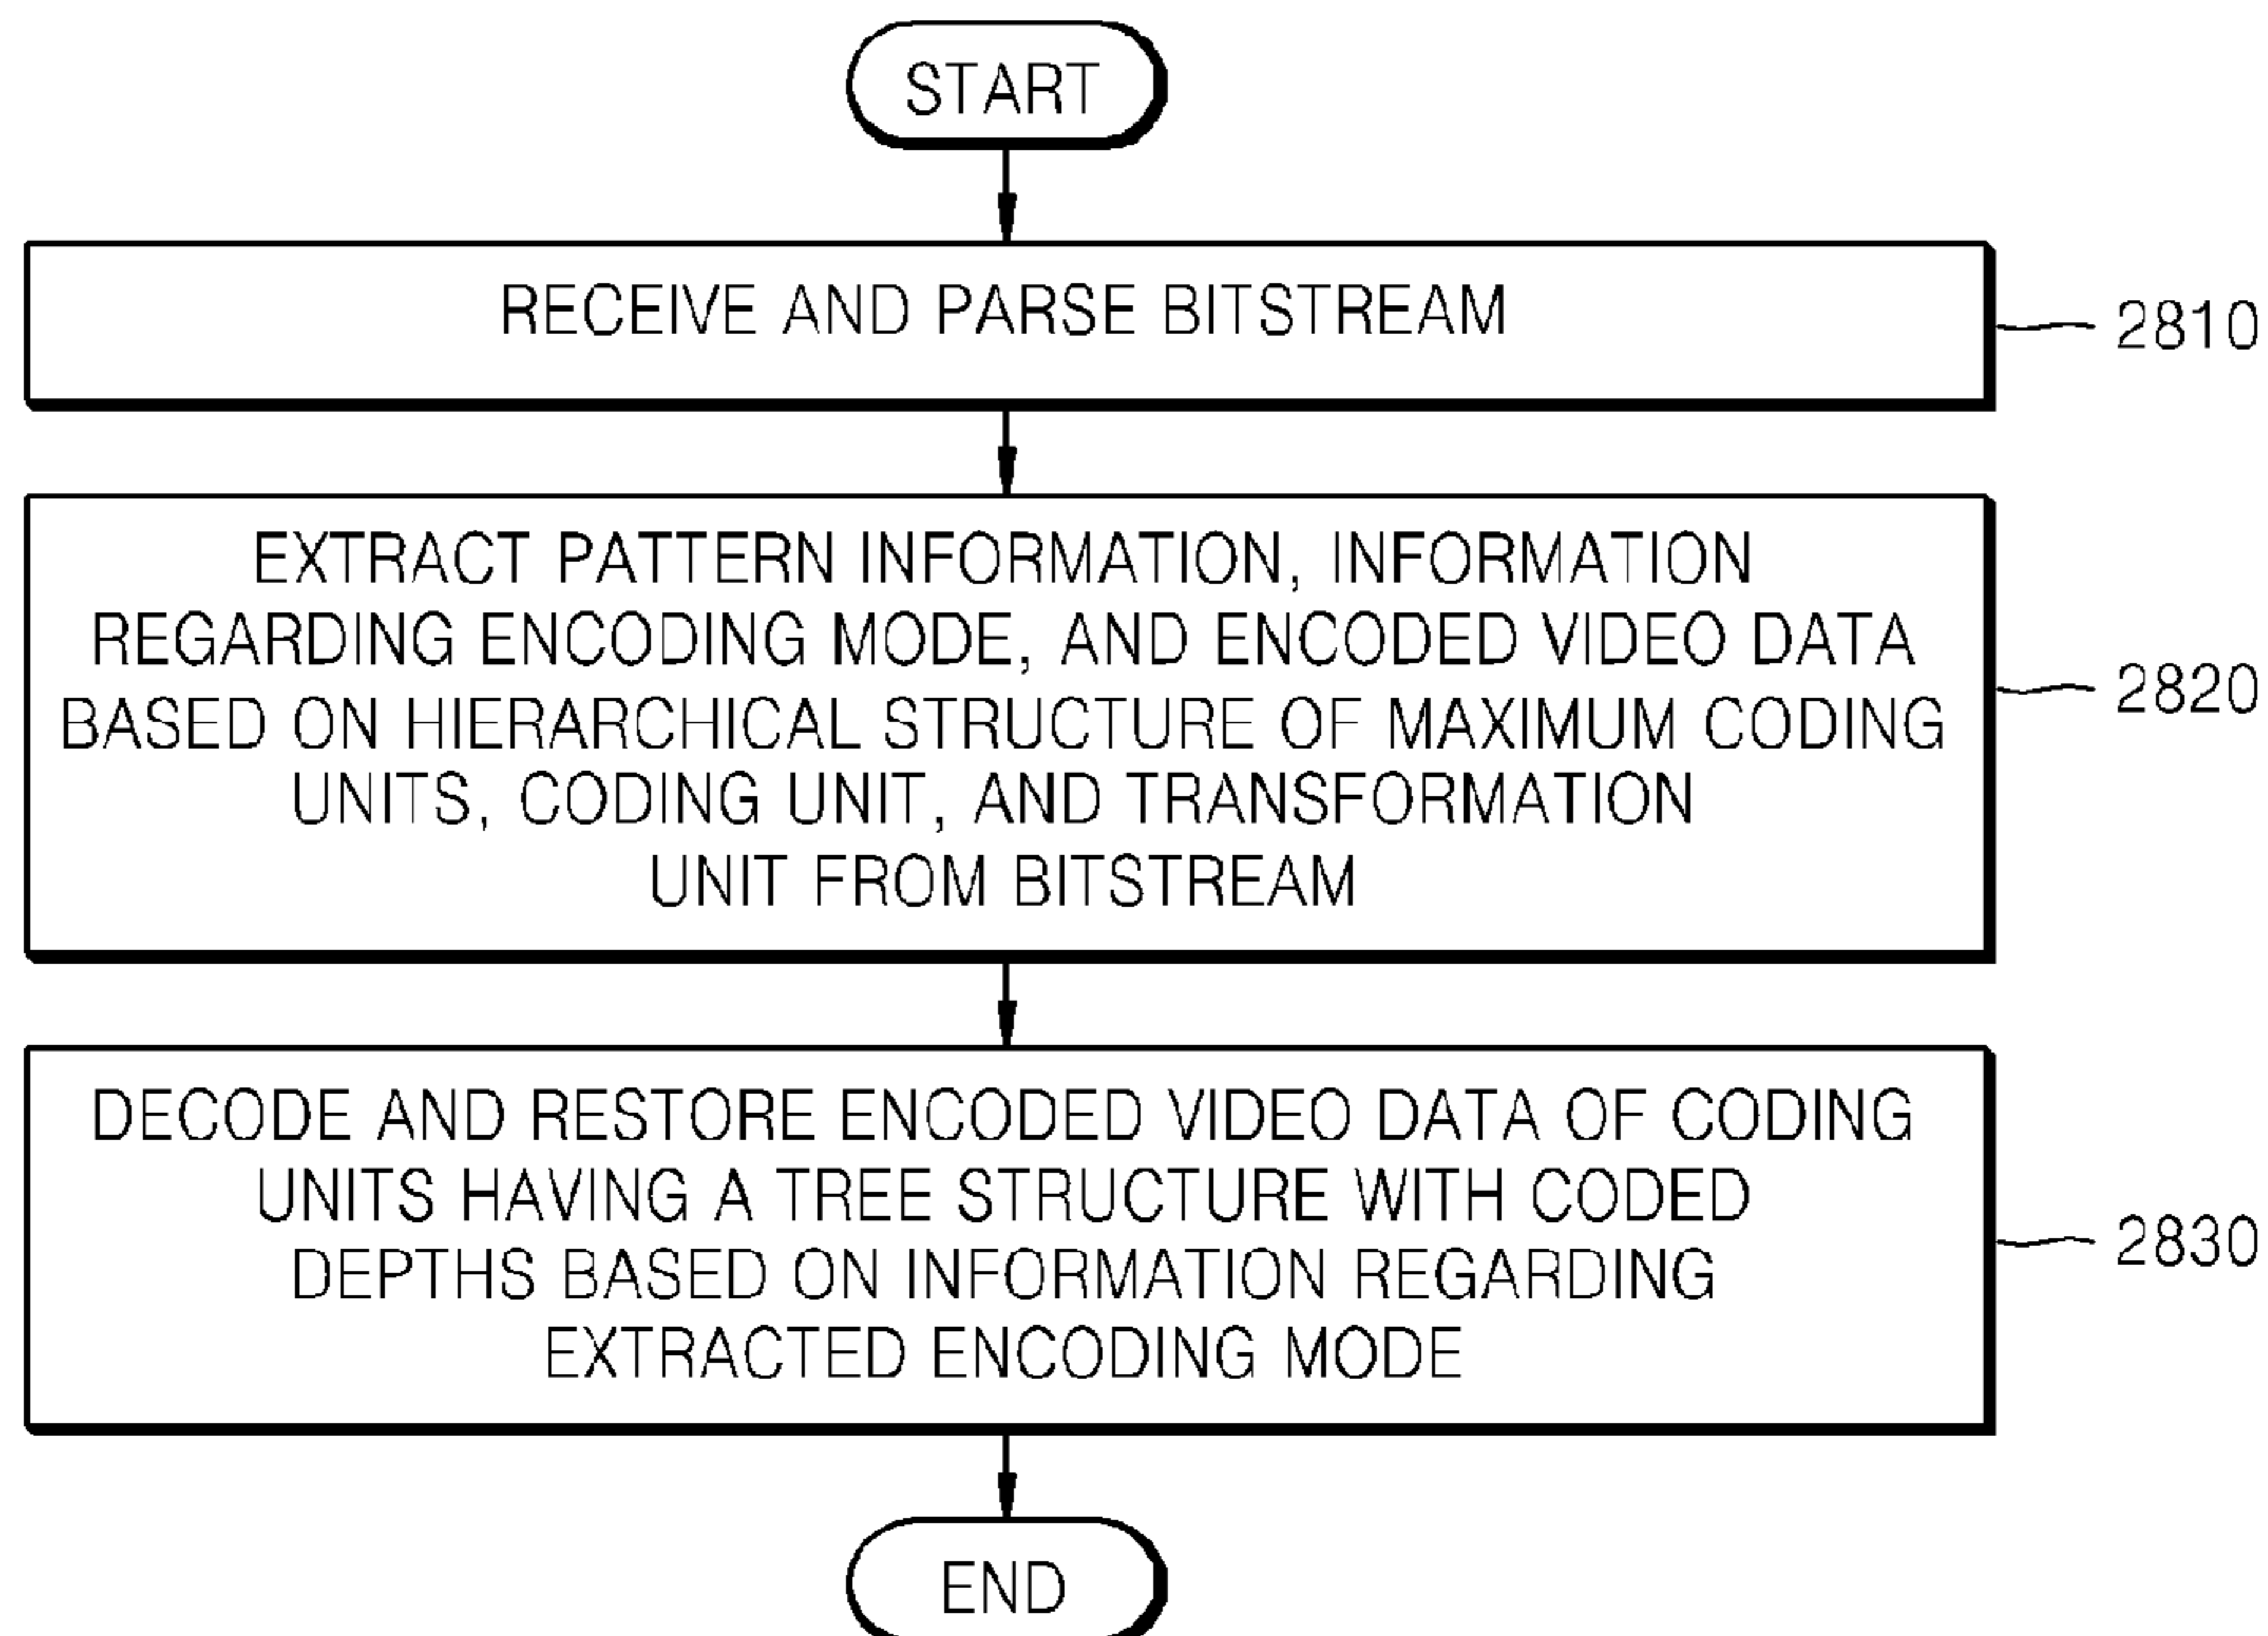 START
RECEIVE AND PARSE BITSTREAM
2810
EXTRACT PATTERN INFORMATION, INFORMATION
REGARDING ENCODING MODE, AND ENCODED VIDEO DATA
BASED ON HIERARCHICAL STRUCTURE OF MAXIMUM CODING
UNITS, CODING UNIT, AND TRANSFORMATION
UNIT FROM BITSTREAM
2820
DECODE AND RESTORE ENCODED VIDEO DATA OF CODING
UNITS HAVING A TREE STRUCTURE WITH CODED
DEPTHS BASED ON INFORMATION REGARDING
EXTRACTED ENCODING MODE
2830
END